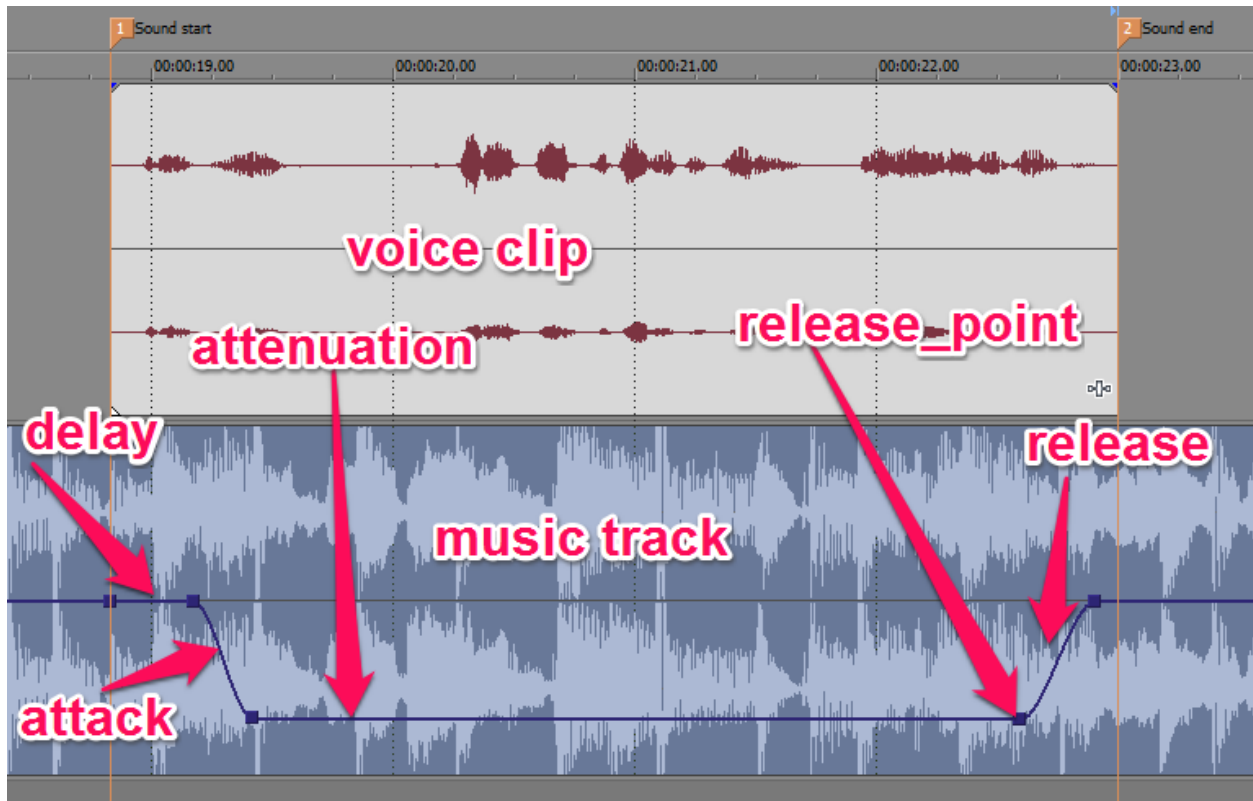 1 Sound start
2 Sound end
00:00:19.00 00:00:20.00 00:00:21.00 00:00:22.00 00:00:23.00
voice clip
attenuation
release_point
delay
release
music track
attack